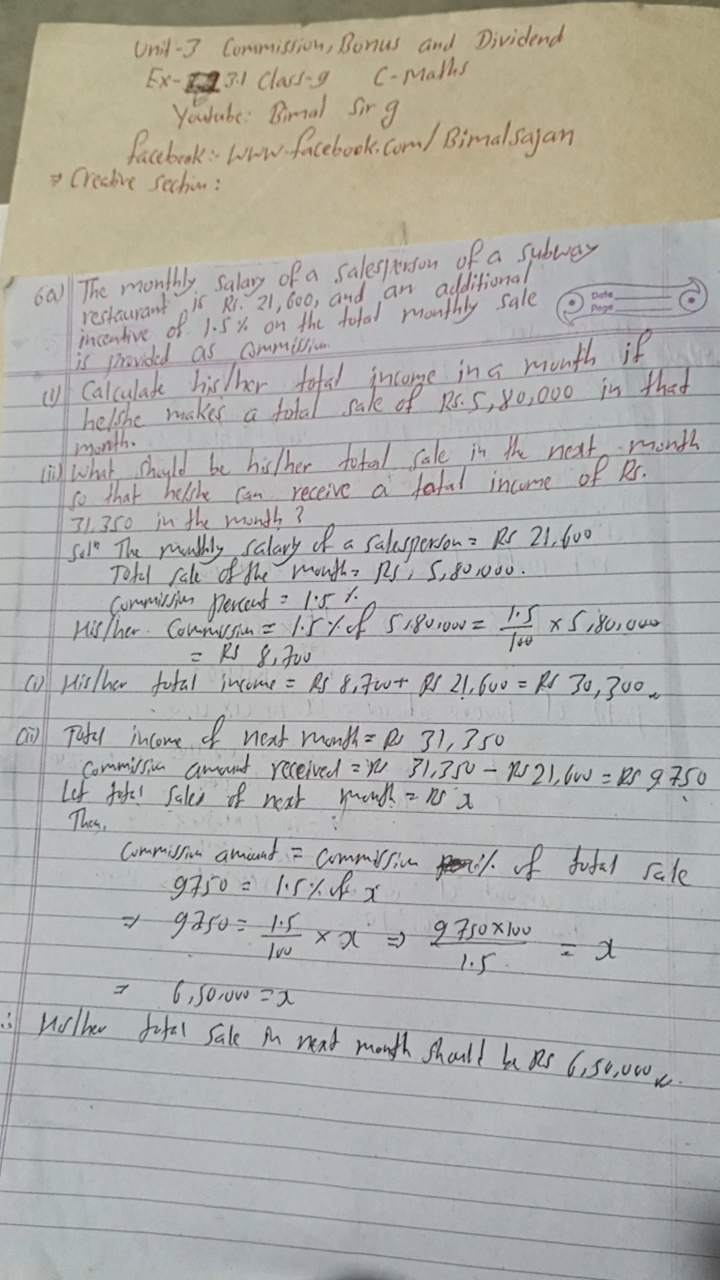 Unit-3 Commission, Bonus and Dividend
Ex- 3.1 Class-9 C-Maths
Youtube: Bimal Sir g
facebook:- www.facebook.com/Bimalsajan
⇒ Creative section:
6a) The monthly salary of a salesperson of a subway
restaurant is Rs. 21,600, and an additional
incentive of 1.5% on the total monthly sale
Date
Page
is provided as commission
(i) Calculate his/her total income in a month if
he/she makes a total sale of Rs. 5,80,000 in that
month.
(ii) What should be his/her total sale in the next month
so that he/she can receive a total income of Rs.
31,350 in the month?
Solⁿ The monthly salary of a salesperson = Rs 21,600
Total sale of the month = Rs, 5,80,000.
Commission percent = 1.5 %
His/her Commission = 1.5 % of 5,80,000 = 1.5/100 × 5,80,000
= Rs 8,700
(i) His/her total income = Rs 8,700 + Rs 21,600 = Rs 30,300
(ii) Total income of next month = Rs 31,350
Commission amount received = Rs 31,350 - Rs 21,600 = Rs 9750
Let total sales of next month = Rs x
Then,
Commission amount = commission % of total sale
9750 = 1.5% of x
⇒ 9750 = 1.5/100 × x ⇒ 9750×100/1.5 = x
⇒ 6,50,000 = x
∴ His/her total sale in next month should be Rs 6,50,000